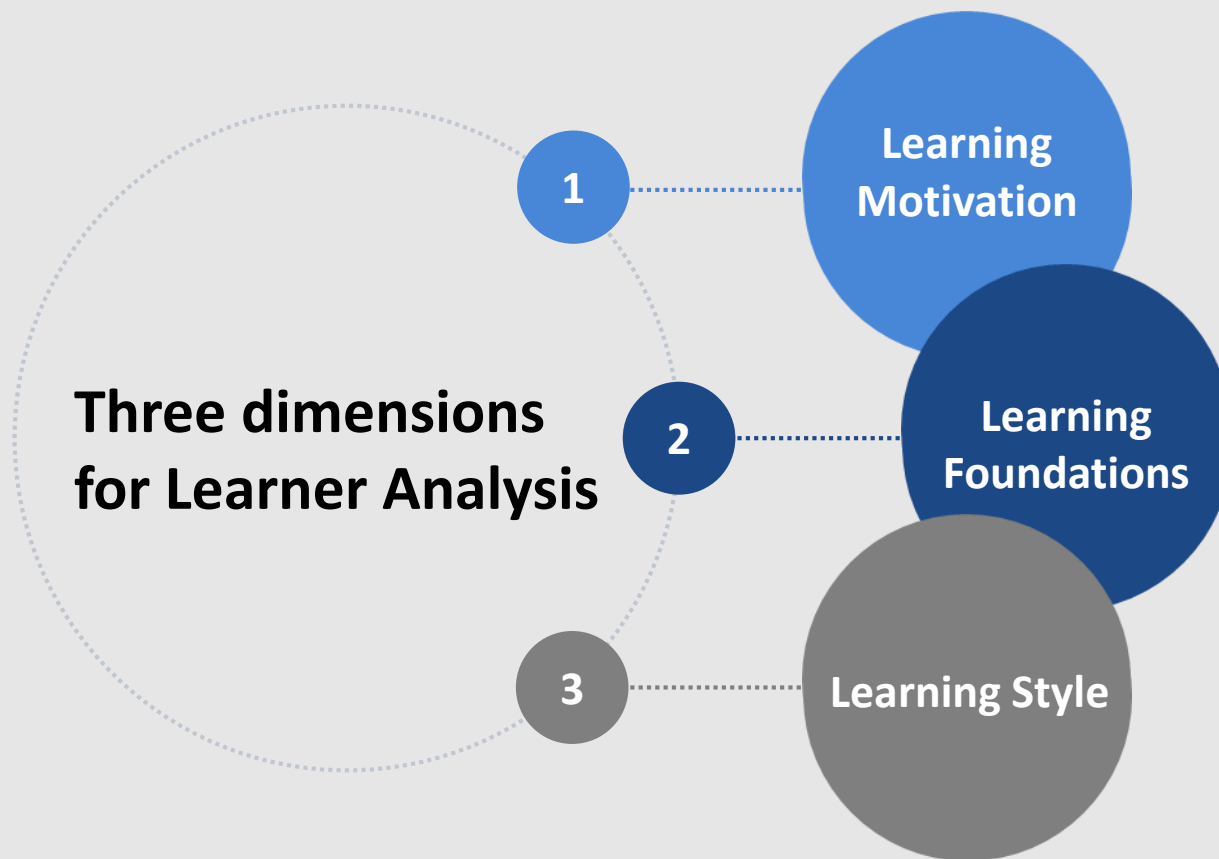 Three dimensions
for Learner Analysis
1
Learning
Motivation
2
Learning
Foundations
3
Learning Style